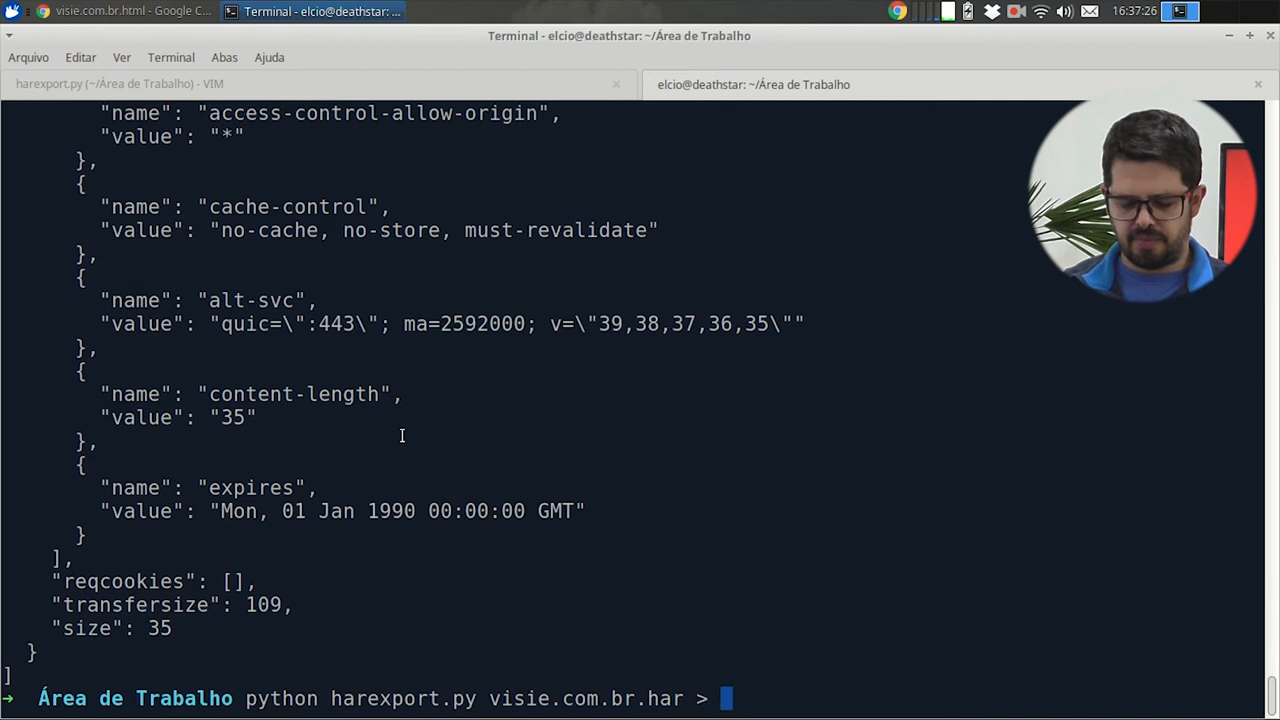 visie.com.br.html - Google C...
Terminal - elcio@deathstar: ...
16:37:26
Terminal - elcio@deathstar: ~/Área de Trabalho
Arquivo Editar Ver Terminal Abas Ajuda
harexport.py (~/Área de Trabalho) - VIM
elcio@deathstar: ~/Área de Trabalho
"name": "access-control-allow-origin",
"value": "*"
},
{
"name": "cache-control",
"value": "no-cache, no-store, must-revalidate"
},
{
"name": "alt-svc",
"value": "quic=\":443\"; ma=2592000; v=\"39,38,37,36,35\""
},
{
"name": "content-length",
"value": "35"
},
{
"name": "expires",
"value": "Mon, 01 Jan 1990 00:00:00 GMT"
}
],
"reqcookies": [],
"transfersize": 109,
"size": 35
}
]
→ Área de Trabalho python harexport.py visie.com.br.har >